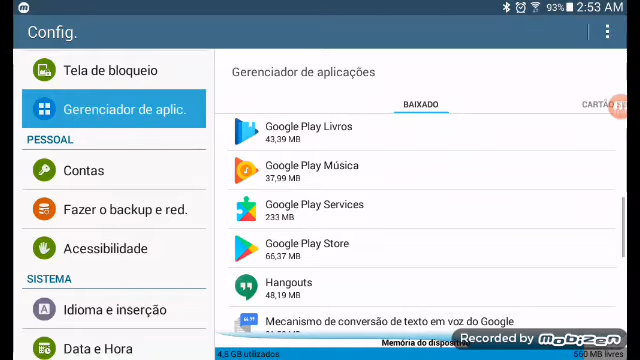 93% 2:53 AM
Config.
Tela de bloqueio
Gerenciador de aplic.
PESSOAL
Contas
Fazer o backup e red.
Acessibilidade
SISTEMA
Idioma e inserção
Data e Hora
Gerenciador de aplicações
BAIXADO
CARTÃO
Google Play Livros
43,39 MB
Google Play Música
37,99 MB
Google Play Services
233 MB
Google Play Store
66,37 MB
Hangouts
48,19 MB
Mecanismo de conversão de texto em voz do Google
Memória do dispositivo
4,8 GB utilizados
560 MB livres
Recorded by Mobizen